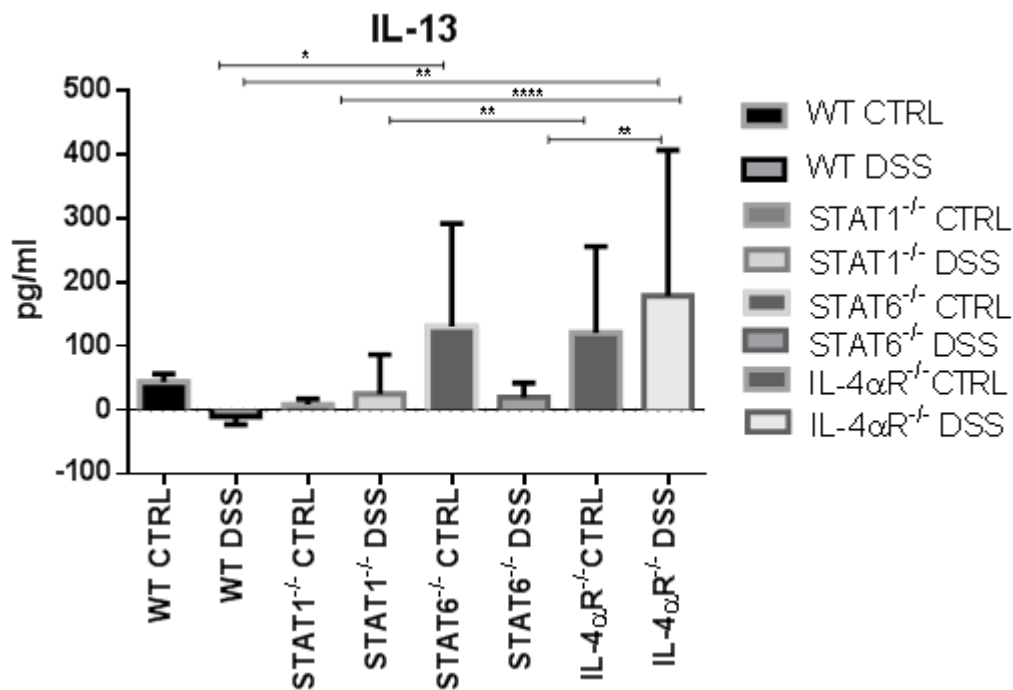 IL-13
*
**
****
**
**
500
400
300
200
100
0
-100
pg/ml
WT CTRL
WT DSS
STAT1-/- CTRL
STAT1-/- DSS
STAT6-/- CTRL
STAT6-/- DSS
IL-4αR-/-CTRL
IL-4αR-/- DSS
WT CTRL
WT DSS
STAT1-/- CTRL
STAT1-/- DSS
STAT6-/- CTRL
STAT6-/- DSS
IL-4αR-/-CTRL
IL-4αR-/- DSS